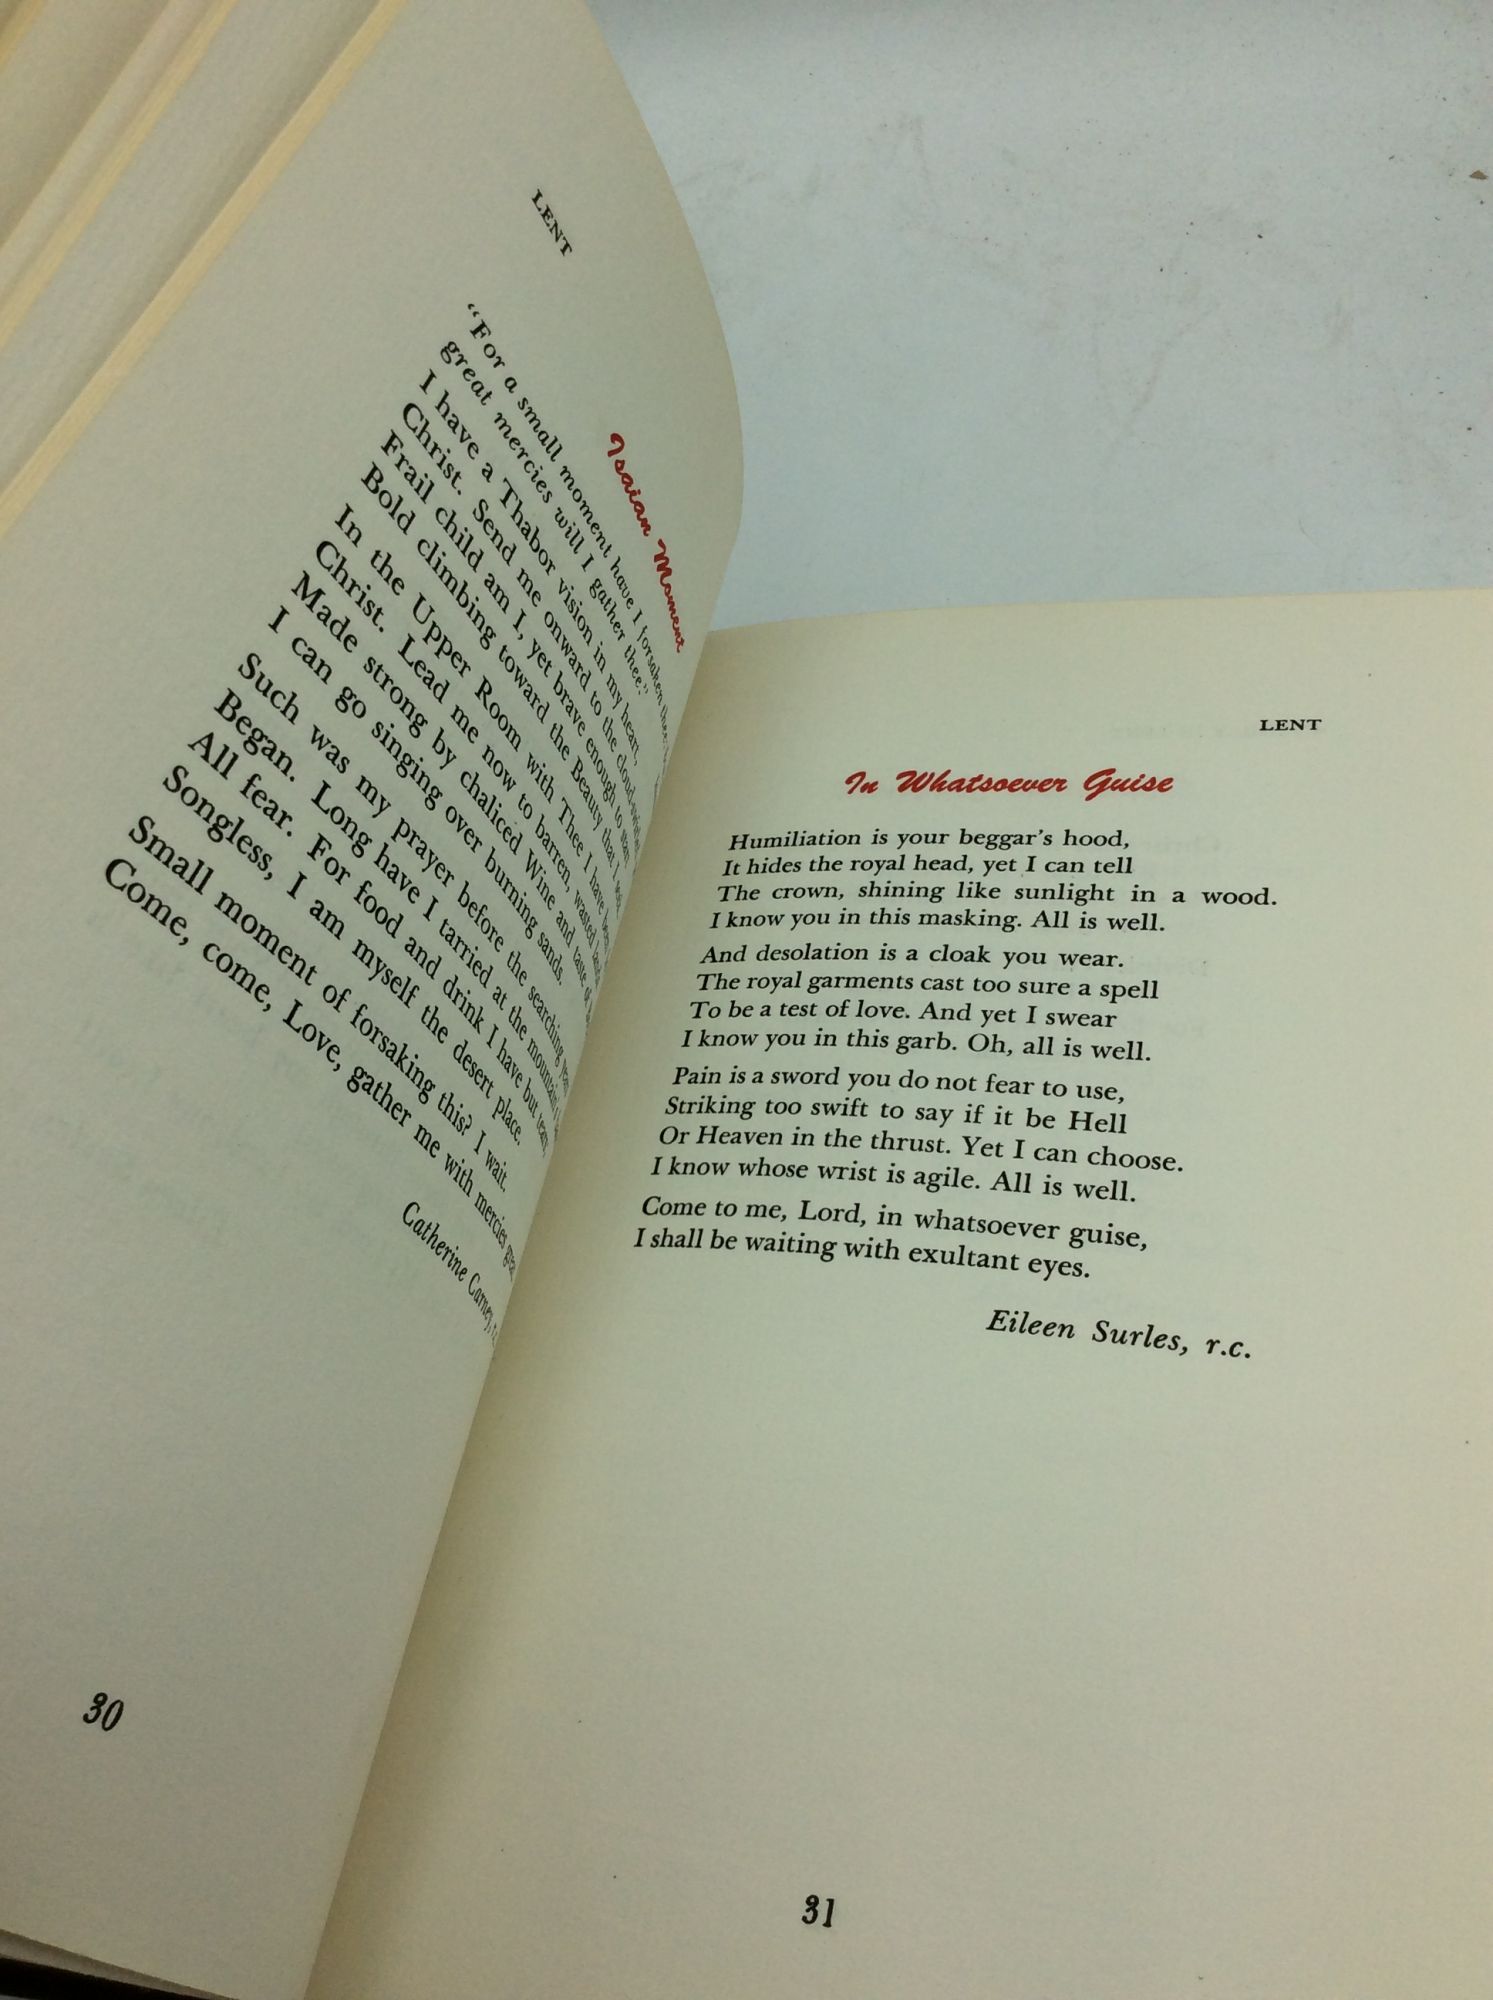 LENT
Isaian Moment
"For a small moment have I forsaken thee:
great mercies will I gather thee."
I have a Thabor vision in my heart,
Christ. Send me onward to the
Frail child am I, yet brave enough to start
Bold climbing toward the Beauty that I see.
In the Upper Room with Thee I have been,
Christ. Lead me now to barren, wasted lands
Made strong by chaliced Wine and taste of
I can go singing over burning sands.
Such was my prayer before the searching
Began. Long have I tarried at the mountain's
All fear. For food and drink I have but tears,
Songless, I am myself the desert place.
Small moment of forsaking this? I wait.
Come, come, Love, gather me with mercies
Catherine Carney,
30
LENT
In Whatsoever Guise
Humiliation is your beggar's hood,
It hides the royal head, yet I can tell
The crown, shining like sunlight in a wood.
I know you in this masking. All is well.
And desolation is a cloak you wear.
The royal garments cast too sure a spell
To be a test of love. And yet I swear
I know you in this garb. Oh, all is well.
Pain is a sword you do not fear to use,
Striking too swift to say if it be Hell
Or Heaven in the thrust. Yet I can choose.
I know whose wrist is agile. All is well.
Come to me, Lord, in whatsoever guise,
I shall be waiting with exultant eyes.
Eileen Surles, r.c.
31